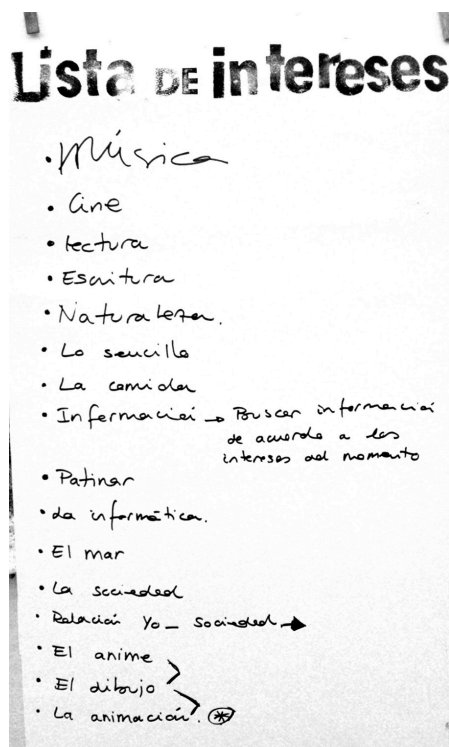 Lista DE intereses
• Música
• Cine
• Lectura
• Escritura
• Naturaleza.
• Lo sencillo
• La comida
• Información → Buscar información
de acuerdo a los
intereses del momento
• Patinar
• La informática.
• El mar
• La sociedad
• Relación Yo - Sociedad →
• El anime
• El dibujo
• La animación. *